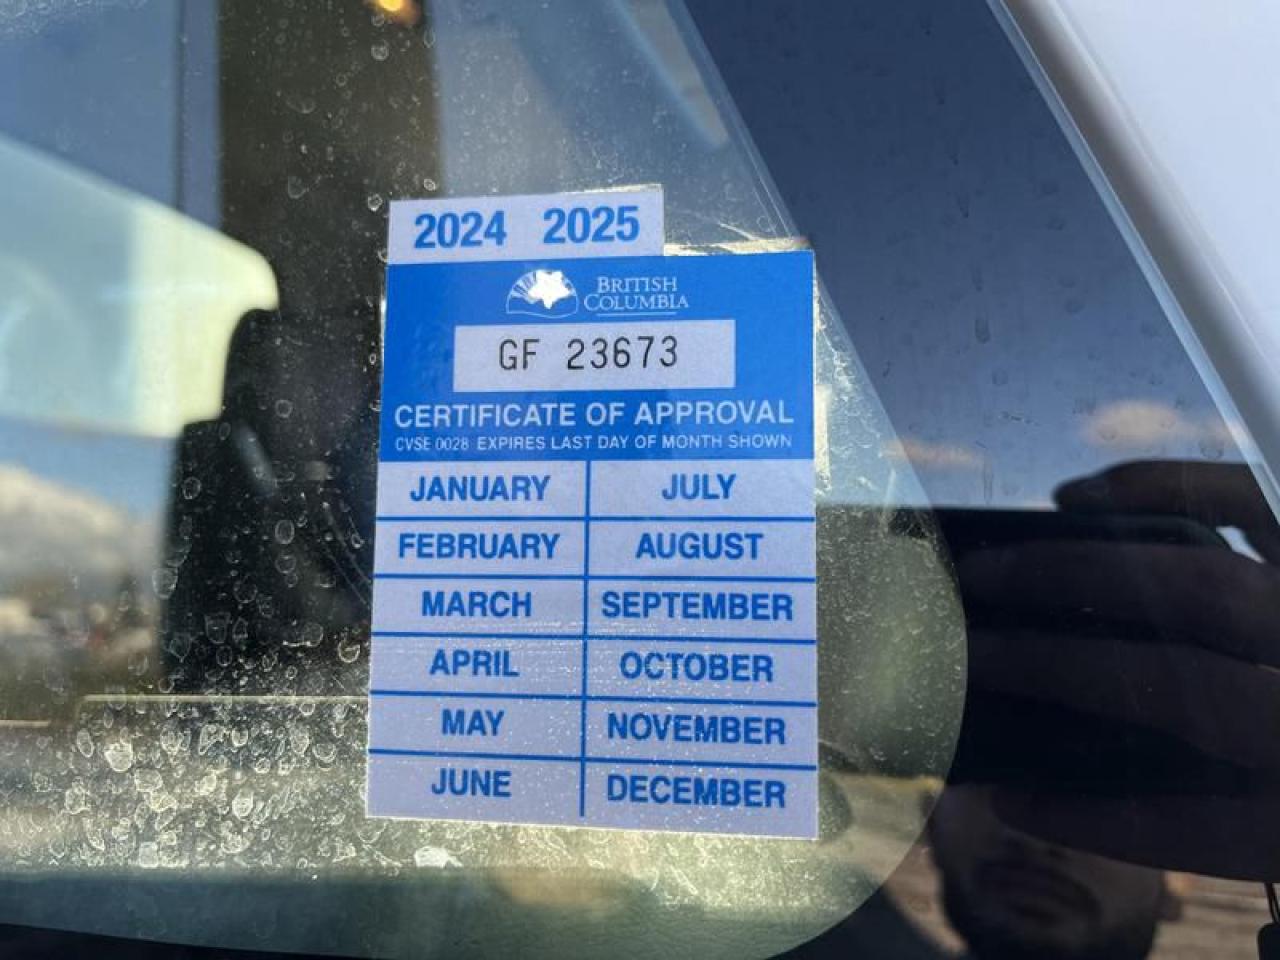 2024 2025
BRITISH
COLUMBIA
GF 23673
CERTIFICATE OF APPROVAL
CVSE 0028 EXPIRES LAST DAY OF MONTH SHOWN
JANUARY JULY
FEBRUARY AUGUST
MARCH SEPTEMBER
APRIL OCTOBER
MAY NOVEMBER
JUNE DECEMBER